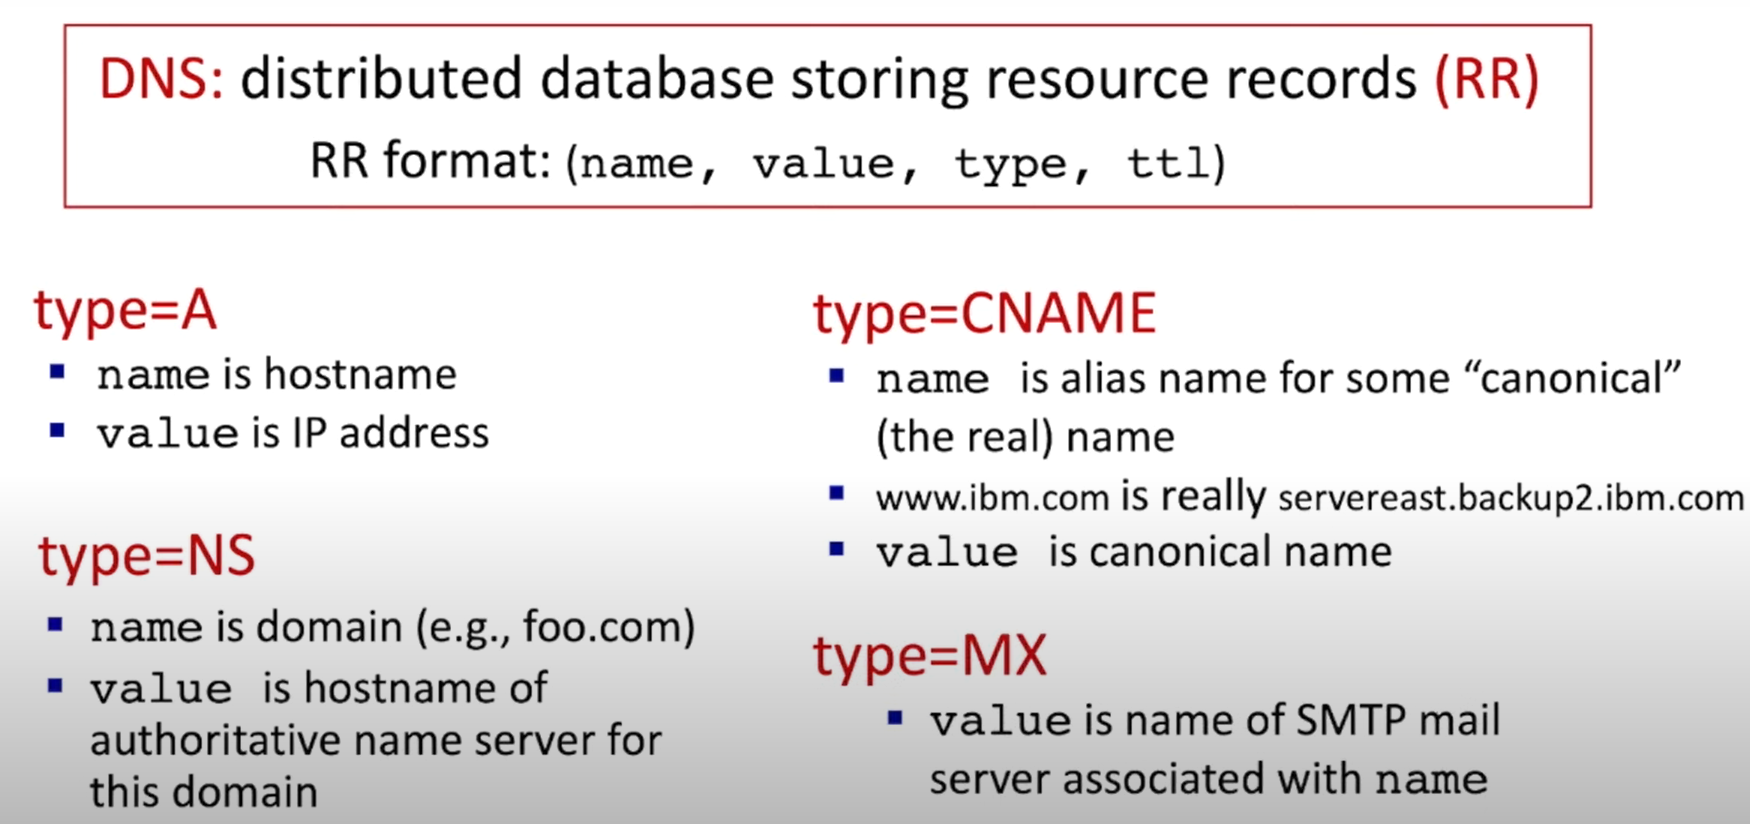 DNS: distributed database storing resource records (RR)
RR format: (name, value, type, ttl)
type=A
name is hostname
value is IP address
type=NS
name is domain (e.g., foo.com)
value is hostname of
authoritative name server for
this domain
type=CNAME
name is alias name for some “canonical”
(the real) name
www.ibm.com is really servereast.backup2.ibm.com
value is canonical name
type=MX
value is name of SMTP mail
server associated with name